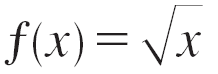 f(x) = √x